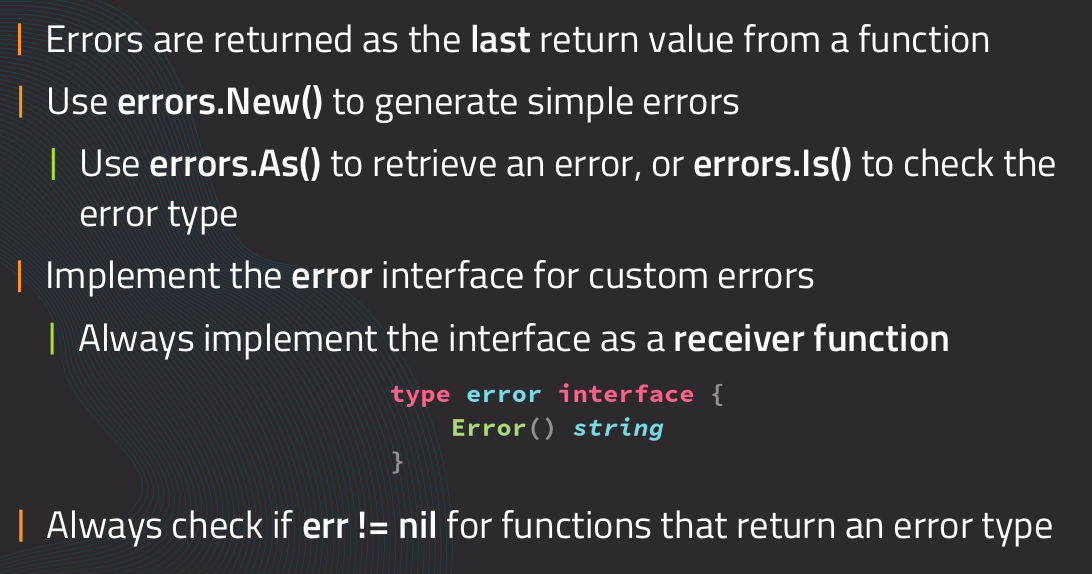 Errors are returned as the last return value from a function
Use errors.New() to generate simple errors
Use errors.As() to retrieve an error, or errors.Is() to check the
error type
Implement the error interface for custom errors
Always implement the interface as a receiver function
type error interface {
    Error() string
}
Always check if err != nil for functions that return an error type